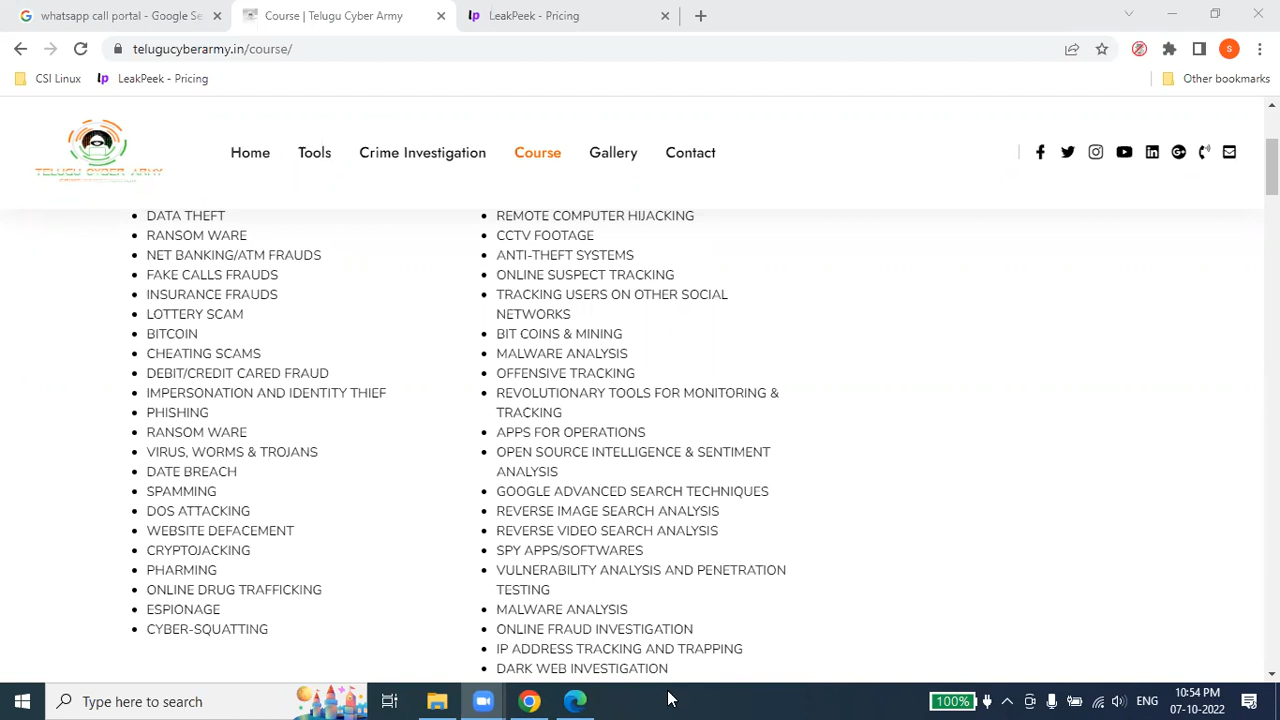 whatsapp call portal - Google Se
Course | Telugu Cyber Army
LeakPeek - Pricing
telugucyberarmy.in/course/
S
CSI Linux
LeakPeek - Pricing
Other bookmarks
TELUGU CYBER ARMY
Home
Tools
Crime Investigation
Course
Gallery
Contact
DATA THEFT
RANSOM WARE
NET BANKING/ATM FRAUDS
FAKE CALLS FRAUDS
INSURANCE FRAUDS
LOTTERY SCAM
BITCOIN
CHEATING SCAMS
DEBIT/CREDIT CARED FRAUD
IMPERSONATION AND IDENTITY THIEF
PHISHING
RANSOM WARE
VIRUS, WORMS & TROJANS
DATE BREACH
SPAMMING
DOS ATTACKING
WEBSITE DEFACEMENT
CRYPTOJACKING
PHARMING
ONLINE DRUG TRAFFICKING
ESPIONAGE
CYBER-SQUATTING
REMOTE COMPUTER HIJACKING
CCTV FOOTAGE
ANTI-THEFT SYSTEMS
ONLINE SUSPECT TRACKING
TRACKING USERS ON OTHER SOCIAL
NETWORKS
BIT COINS & MINING
MALWARE ANALYSIS
OFFENSIVE TRACKING
REVOLUTIONARY TOOLS FOR MONITORING &
TRACKING
APPS FOR OPERATIONS
OPEN SOURCE INTELLIGENCE & SENTIMENT
ANALYSIS
GOOGLE ADVANCED SEARCH TECHNIQUES
REVERSE IMAGE SEARCH ANALYSIS
REVERSE VIDEO SEARCH ANALYSIS
SPY APPS/SOFTWARES
VULNERABILITY ANALYSIS AND PENETRATION
TESTING
MALWARE ANALYSIS
ONLINE FRAUD INVESTIGATION
IP ADDRESS TRACKING AND TRAPPING
DARK WEB INVESTIGATION
Type here to search
100%
ENG
10:54 PM
07-10-2022